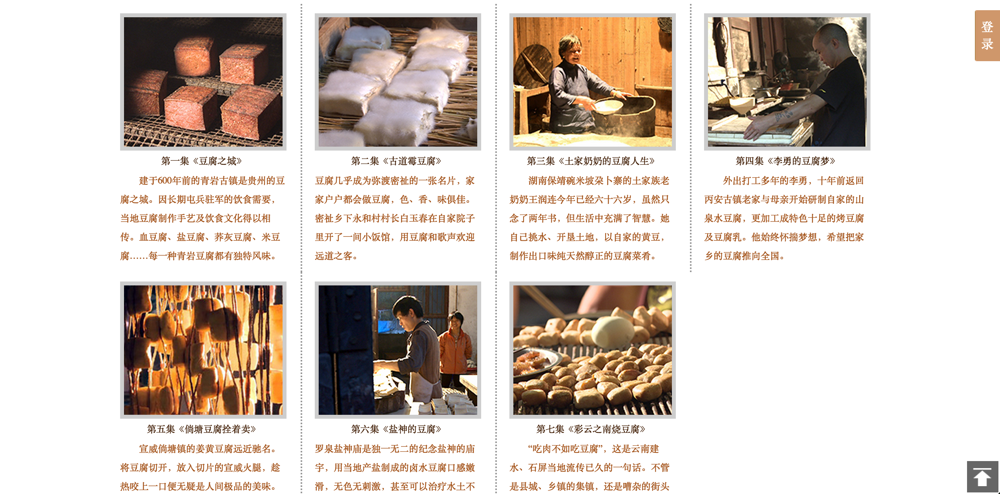 登
录
第一集《豆腐之城》
建于600年前的青岩古镇是贵州的豆
腐之城。因长期屯兵驻军的饮食需要，
当地豆腐制作手艺及饮食文化得以相
传。血豆腐、盐豆腐、荞灰豆腐、米豆
腐……每一种青岩豆腐都有独特风味。
第二集《古道霉豆腐》
豆腐几乎成为弥渡密祉的一张名片，家
家户户都会做豆腐，色、香、味俱佳。
密祉乡下永和村村长白玉春在自家院子
里开了一间小饭馆，用豆腐和歌声欢迎
远道之客。
第三集《土家奶奶的豆腐人生》
湖南保靖碗米坡朶卜寨的土家族老
奶奶王润连今年已经六十六岁，虽然只
念了两年书，但生活中充满了智慧。她
自己挑水、开垦土地，以自家的黄豆，
制作出口味纯天然醇正的豆腐菜肴。
第四集《李勇的豆腐梦》
外出打工多年的李勇，十年前返回
丙安古镇老家与母亲开始研制自家的山
泉水豆腐，更加工成特色十足的烤豆腐
及豆腐乳。他始终怀揣梦想，希望把家
乡的豆腐推向全国。
第五集《倘塘豆腐拴着卖》
宣威倘塘镇的姜黄豆腐远近驰名。
将豆腐切开，放入切片的宣威火腿，趁
热咬上一口便无疑是人间极品的美味。
第六集《盐神的豆腐》
罗泉盐神庙是独一无二的纪念盐神的庙
宇，用当地产盐制成的卤水豆腐口感嫩
滑，无色无刺激，甚至可以治疗水土不
第七集《彩云之南烧豆腐》
“吃肉不如吃豆腐”，这是云南建
水、石屏当地流传已久的一句话。不管
是县城、乡镇的集镇，还是嘈杂的街头